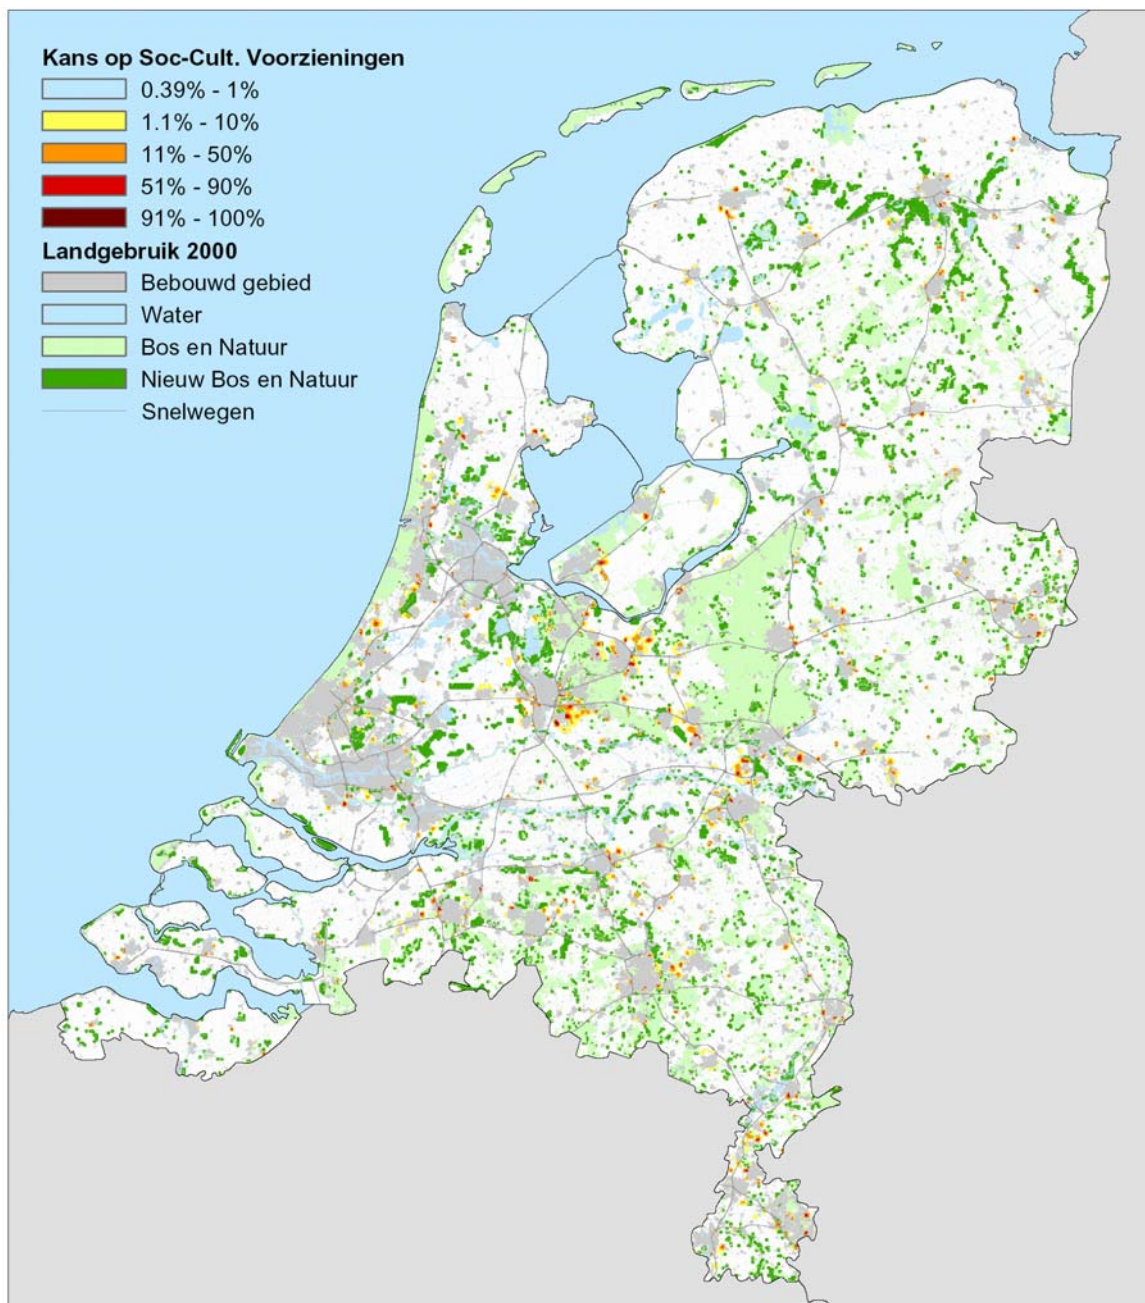 Kans op Soc-Cult. Voorzieningen
0.39% - 1%
1.1% - 10%
11% - 50%
51% - 90%
91% - 100%
Landgebruik 2000
Bebouwd gebied
Water
Bos en Natuur
Nieuw Bos en Natuur
Snelwegen